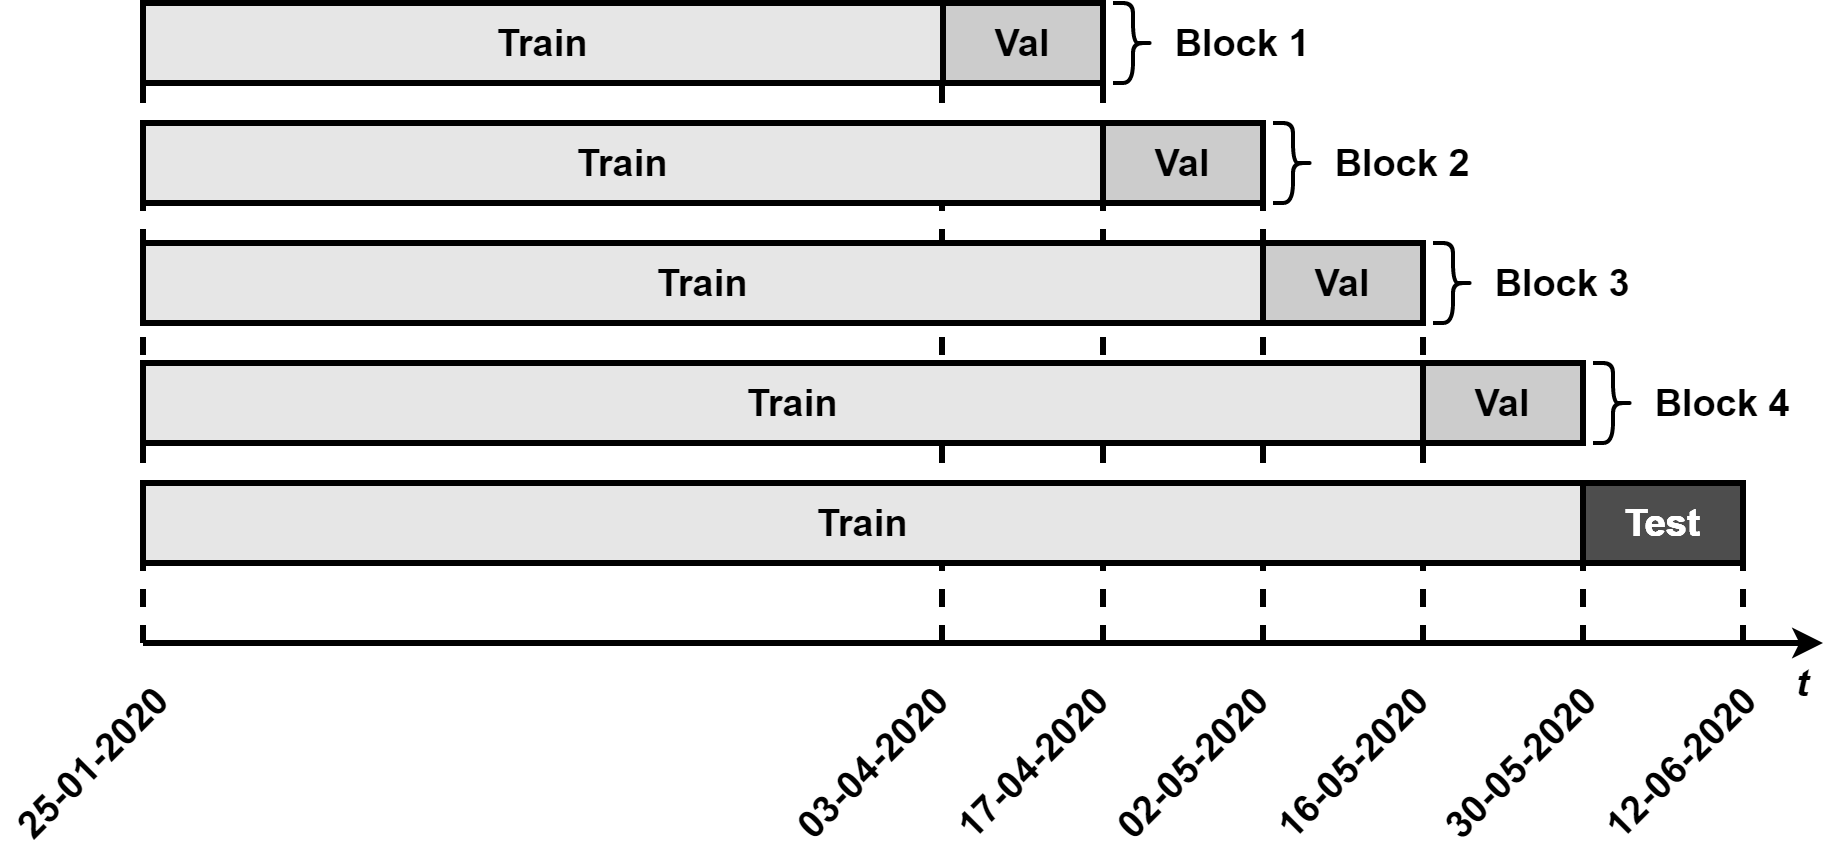 Train Val Block 1
Train Val Block 2
Train Val Block 3
Train Val Block 4
Train Test
t
25-01-2020 03-04-2020 17-04-2020 02-05-2020 16-05-2020 30-05-2020 12-06-2020